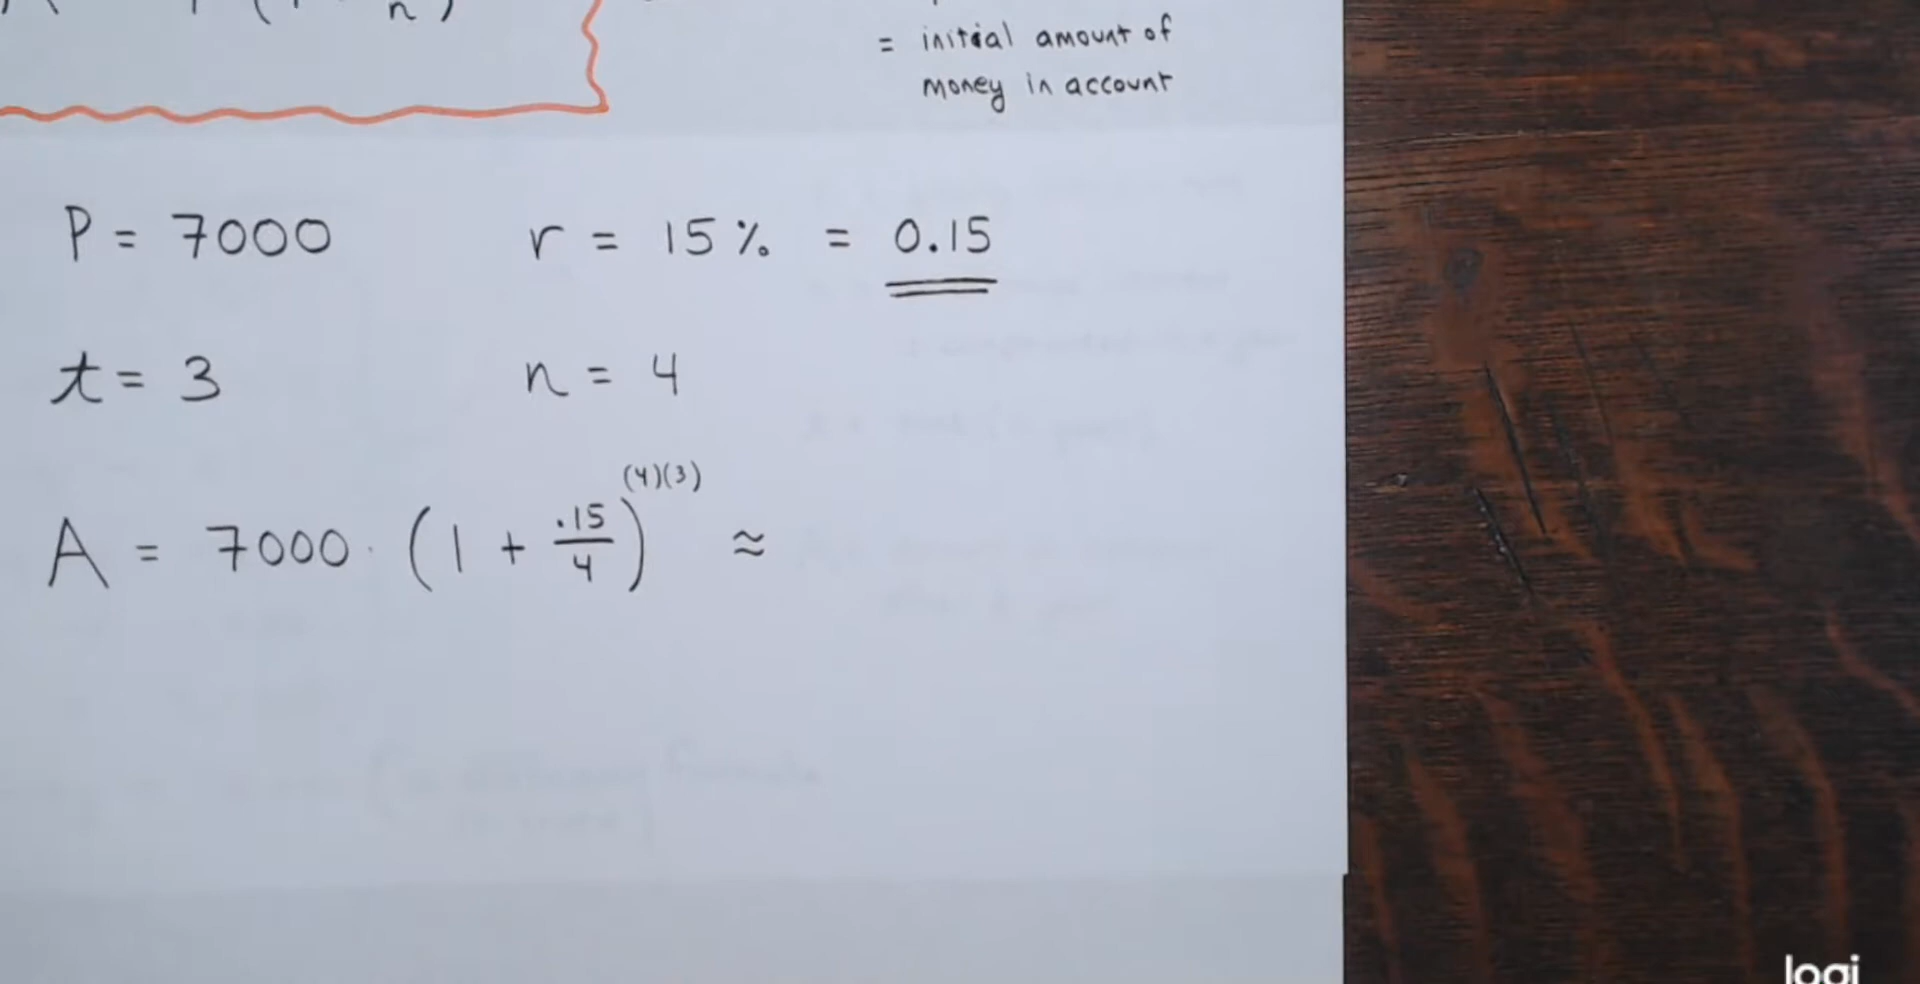 n )
= initial amount of
money in account
P = 7000 r = 15 % = 0.15
t = 3 n = 4
A = 7000 · (1 + .15/4)^(4)(3) ≈
logi